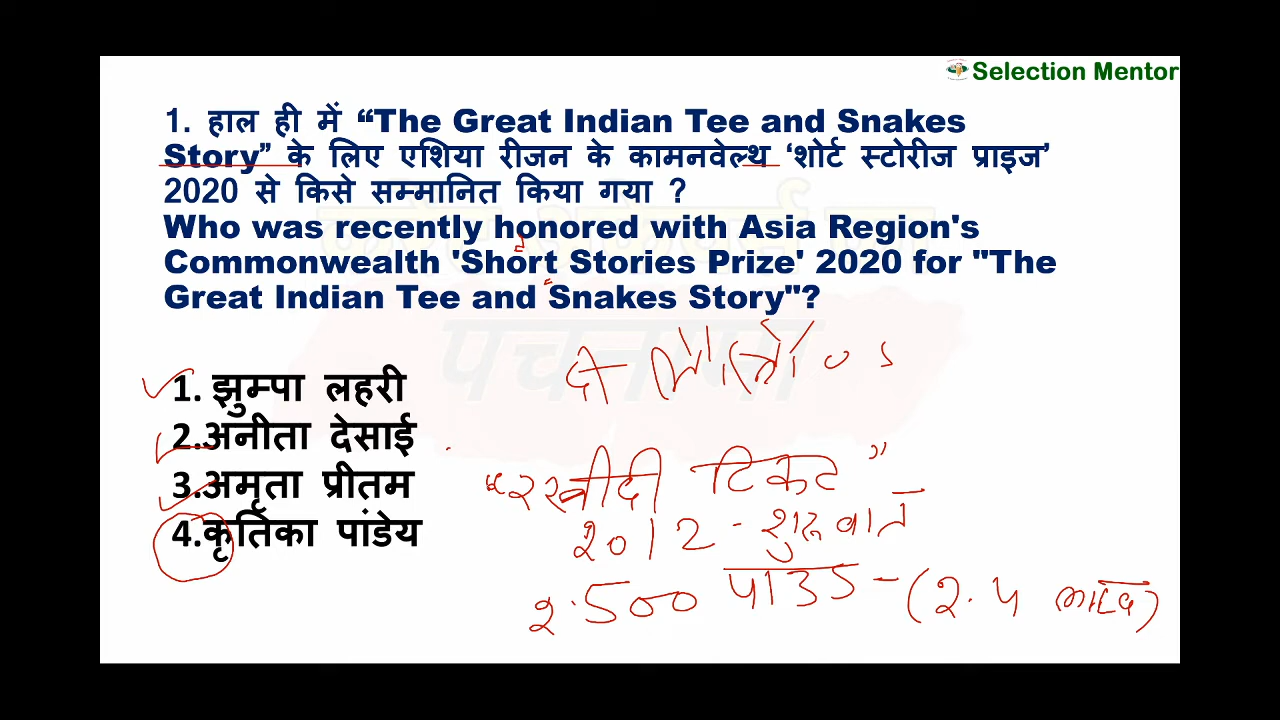 Selection Mentor
1. हाल ही में “The Great Indian Tee and Snakes
Story” के लिए एशिया रीजन के कामनवेल्थ ‘शोर्ट स्टोरीज प्राइज’
2020 से किसे सम्मानित किया गया ?
Who was recently honored with Asia Region's
Commonwealth 'Short Stories Prize' 2020 for "The
Great Indian Tee and Snakes Story"?
1. झुम्पा लहरी
2.अनीता देसाई
3.अमृता प्रीतम
4.कृतिका पांडेय
टिकट ”
2012 - शुरुवात
2.500 पाउंड - (2.4